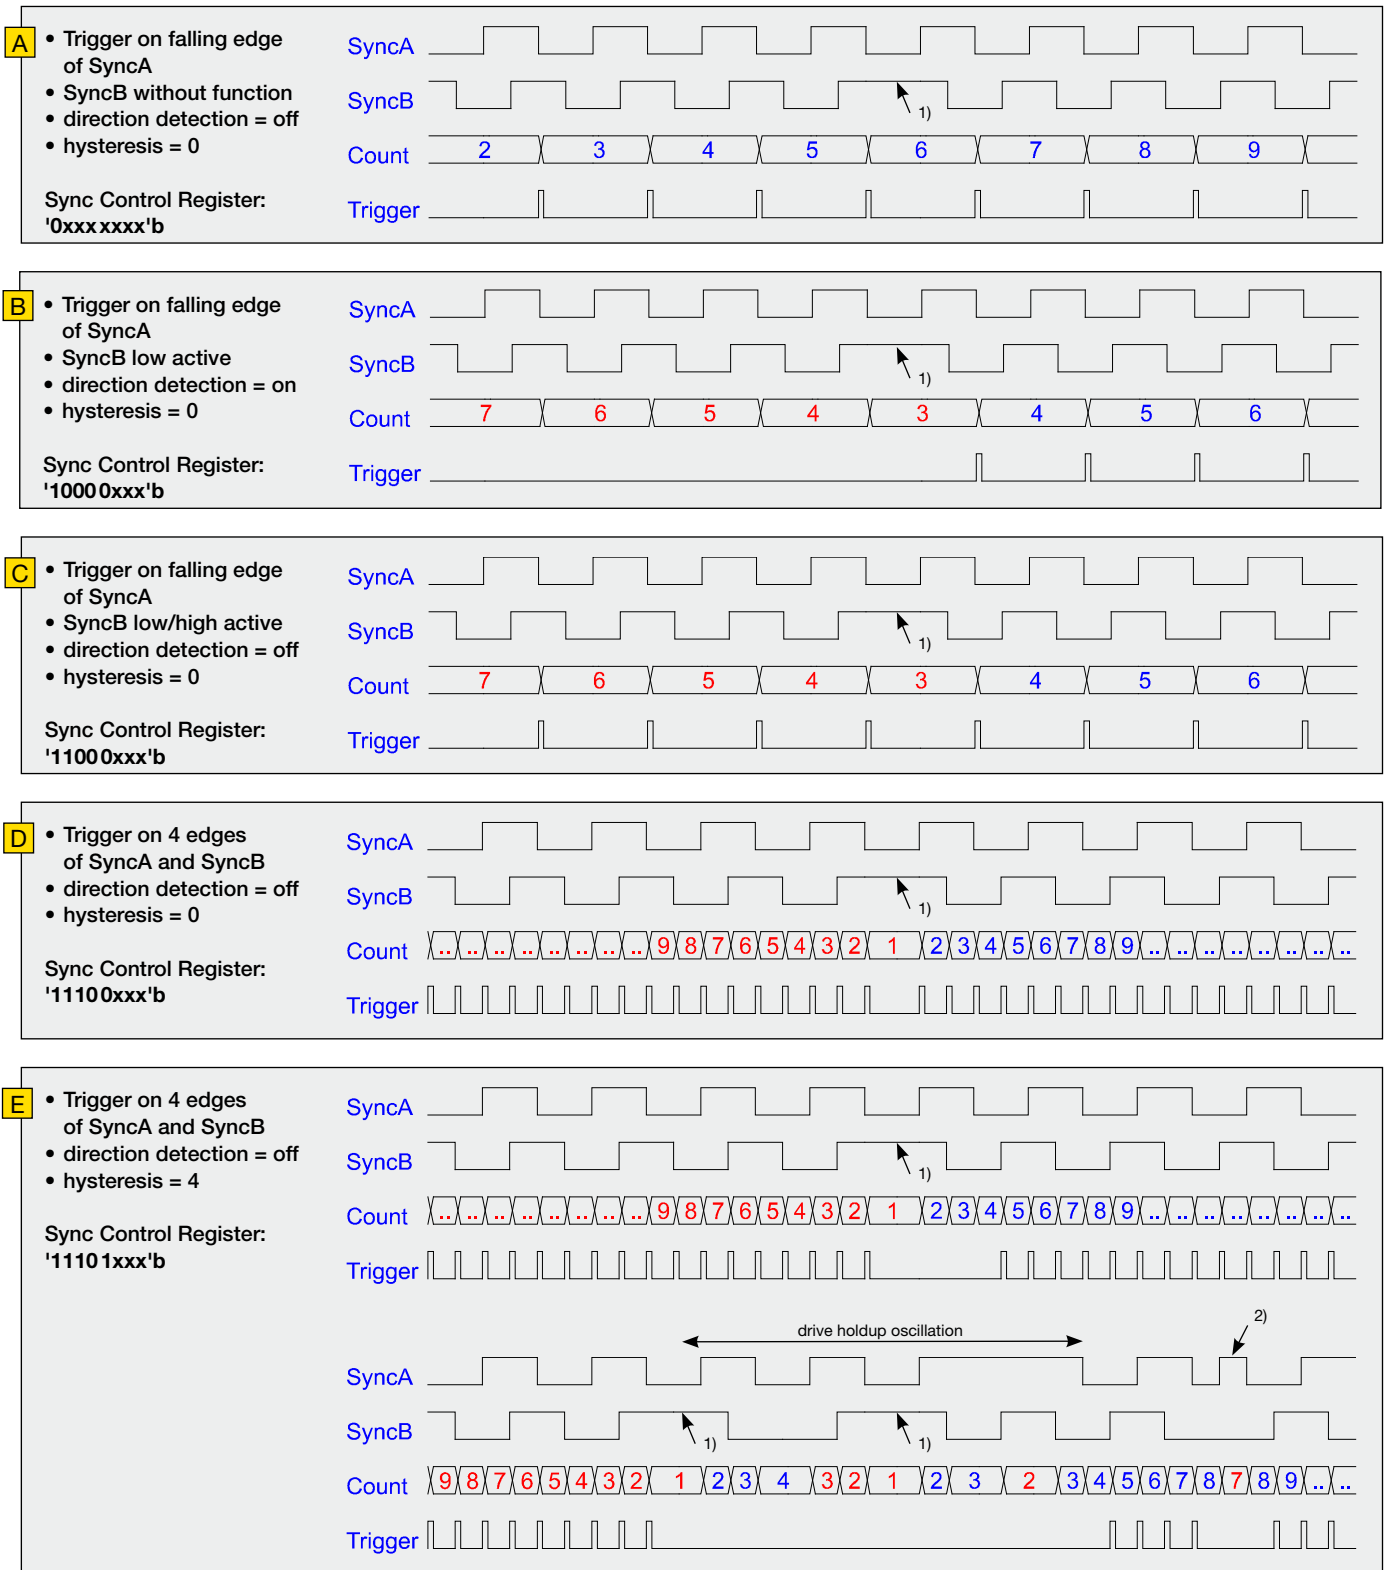 A
• Trigger on falling edge
of SyncA
• SyncB without function
• direction detection = off
• hysteresis = 0
Sync Control Register:
'0xxx xxxx'b
SyncA
SyncB
1)
Count 2 3 4 5 6 7 8 9
Trigger
B
• Trigger on falling edge
of SyncA
• SyncB low active
• direction detection = on
• hysteresis = 0
Sync Control Register:
'1000 0xxx'b
SyncA
SyncB
1)
Count 7 6 5 4 3 4 5 6
Trigger
C
• Trigger on falling edge
of SyncA
• SyncB low/high active
• direction detection = off
• hysteresis = 0
Sync Control Register:
'1100 0xxx'b
SyncA
SyncB
1)
Count 7 6 5 4 3 4 5 6
Trigger
D
• Trigger on 4 edges
of SyncA and SyncB
• direction detection = off
• hysteresis = 0
Sync Control Register:
'1110 0xxx'b
SyncA
SyncB
1)
Count .. .. .. .. .. .. .. .. 9 8 7 6 5 4 3 2 1 2 3 4 5 6 7 8 9 .. .. .. .. .. .. .. ..
Trigger
E
• Trigger on 4 edges
of SyncA and SyncB
• direction detection = off
• hysteresis = 4
Sync Control Register:
'1110 1xxx'b
SyncA
SyncB
1)
Count .. .. .. .. .. .. .. .. 9 8 7 6 5 4 3 2 1 2 3 4 5 6 7 8 9 .. .. .. .. .. .. .. ..
Trigger
drive holdup oscillation
2)
SyncA
SyncB
1)
1)
Count 9 8 7 6 5 4 3 2 1 2 3 4 3 2 1 2 3 2 3 4 5 6 7 8 7 8 9 .. ..
Trigger